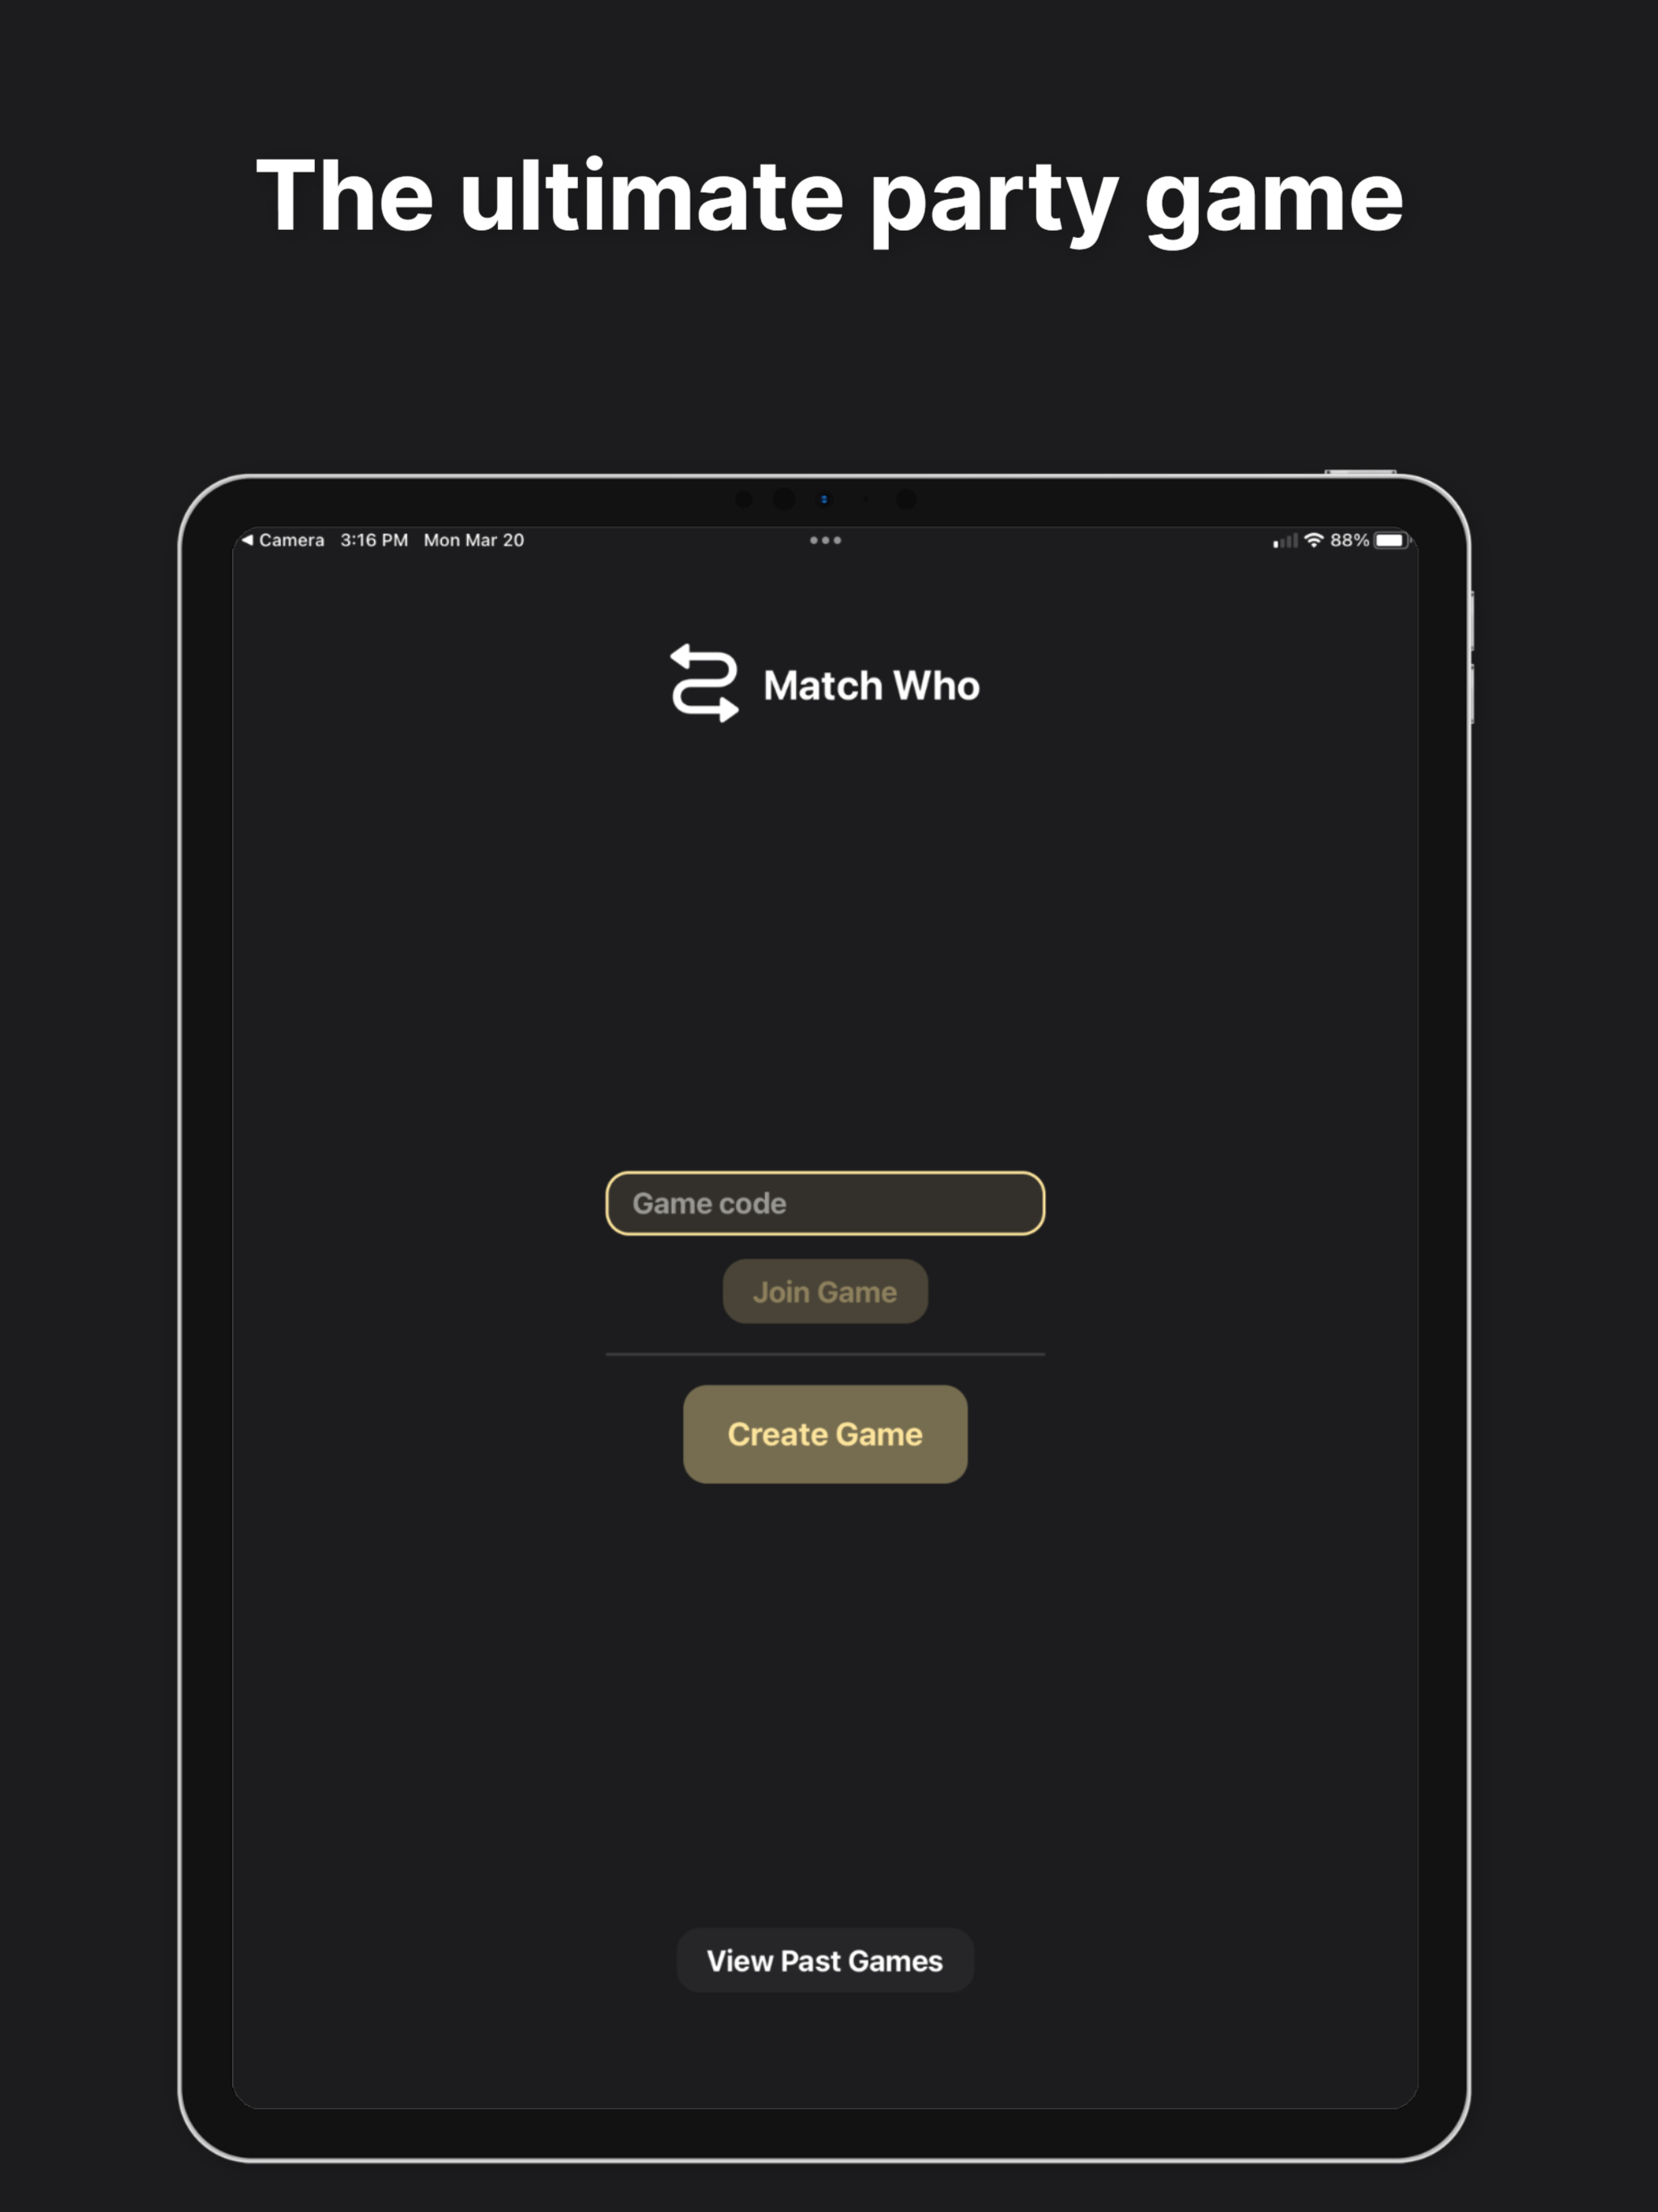 The ultimate party game
Camera 3:16 PM Mon Mar 20 88%
Match Who
Game code
Join Game
Create Game
View Past Games